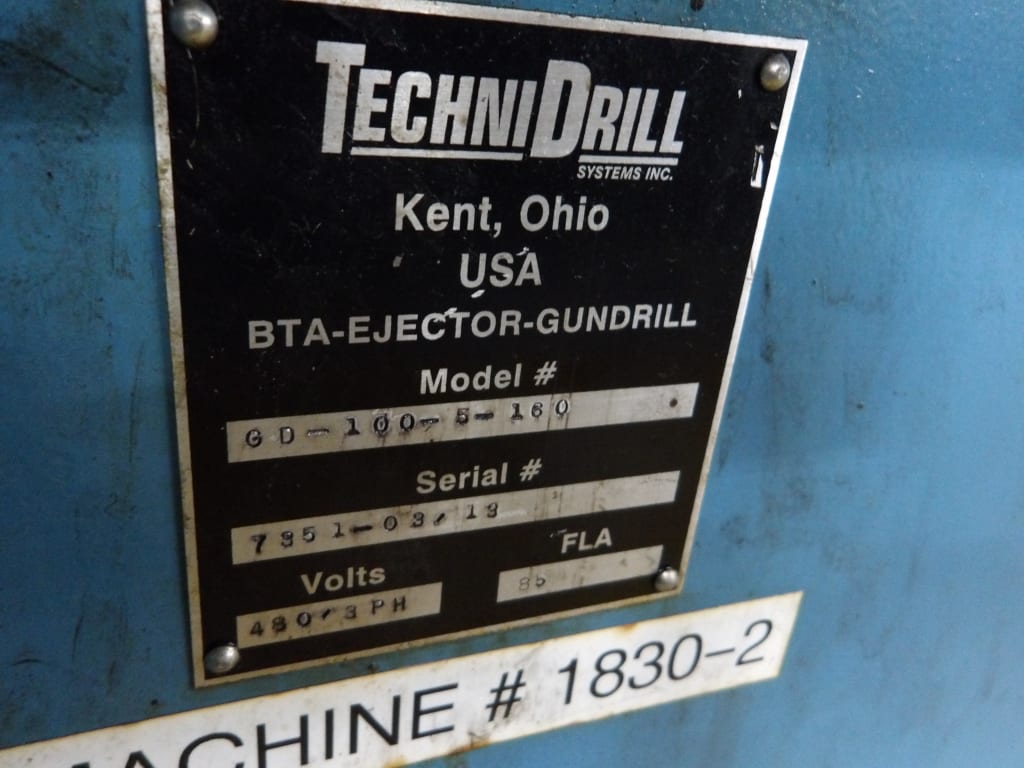 TECHNIDRILL
SYSTEMS INC.
Kent, Ohio
USA
BTA-EJECTOR-GUNDRILL
Model #
GD-100-5-160
Serial #
7351-03/13
Volts
FLA
480/3PH
85
MACHINE # 1830-2